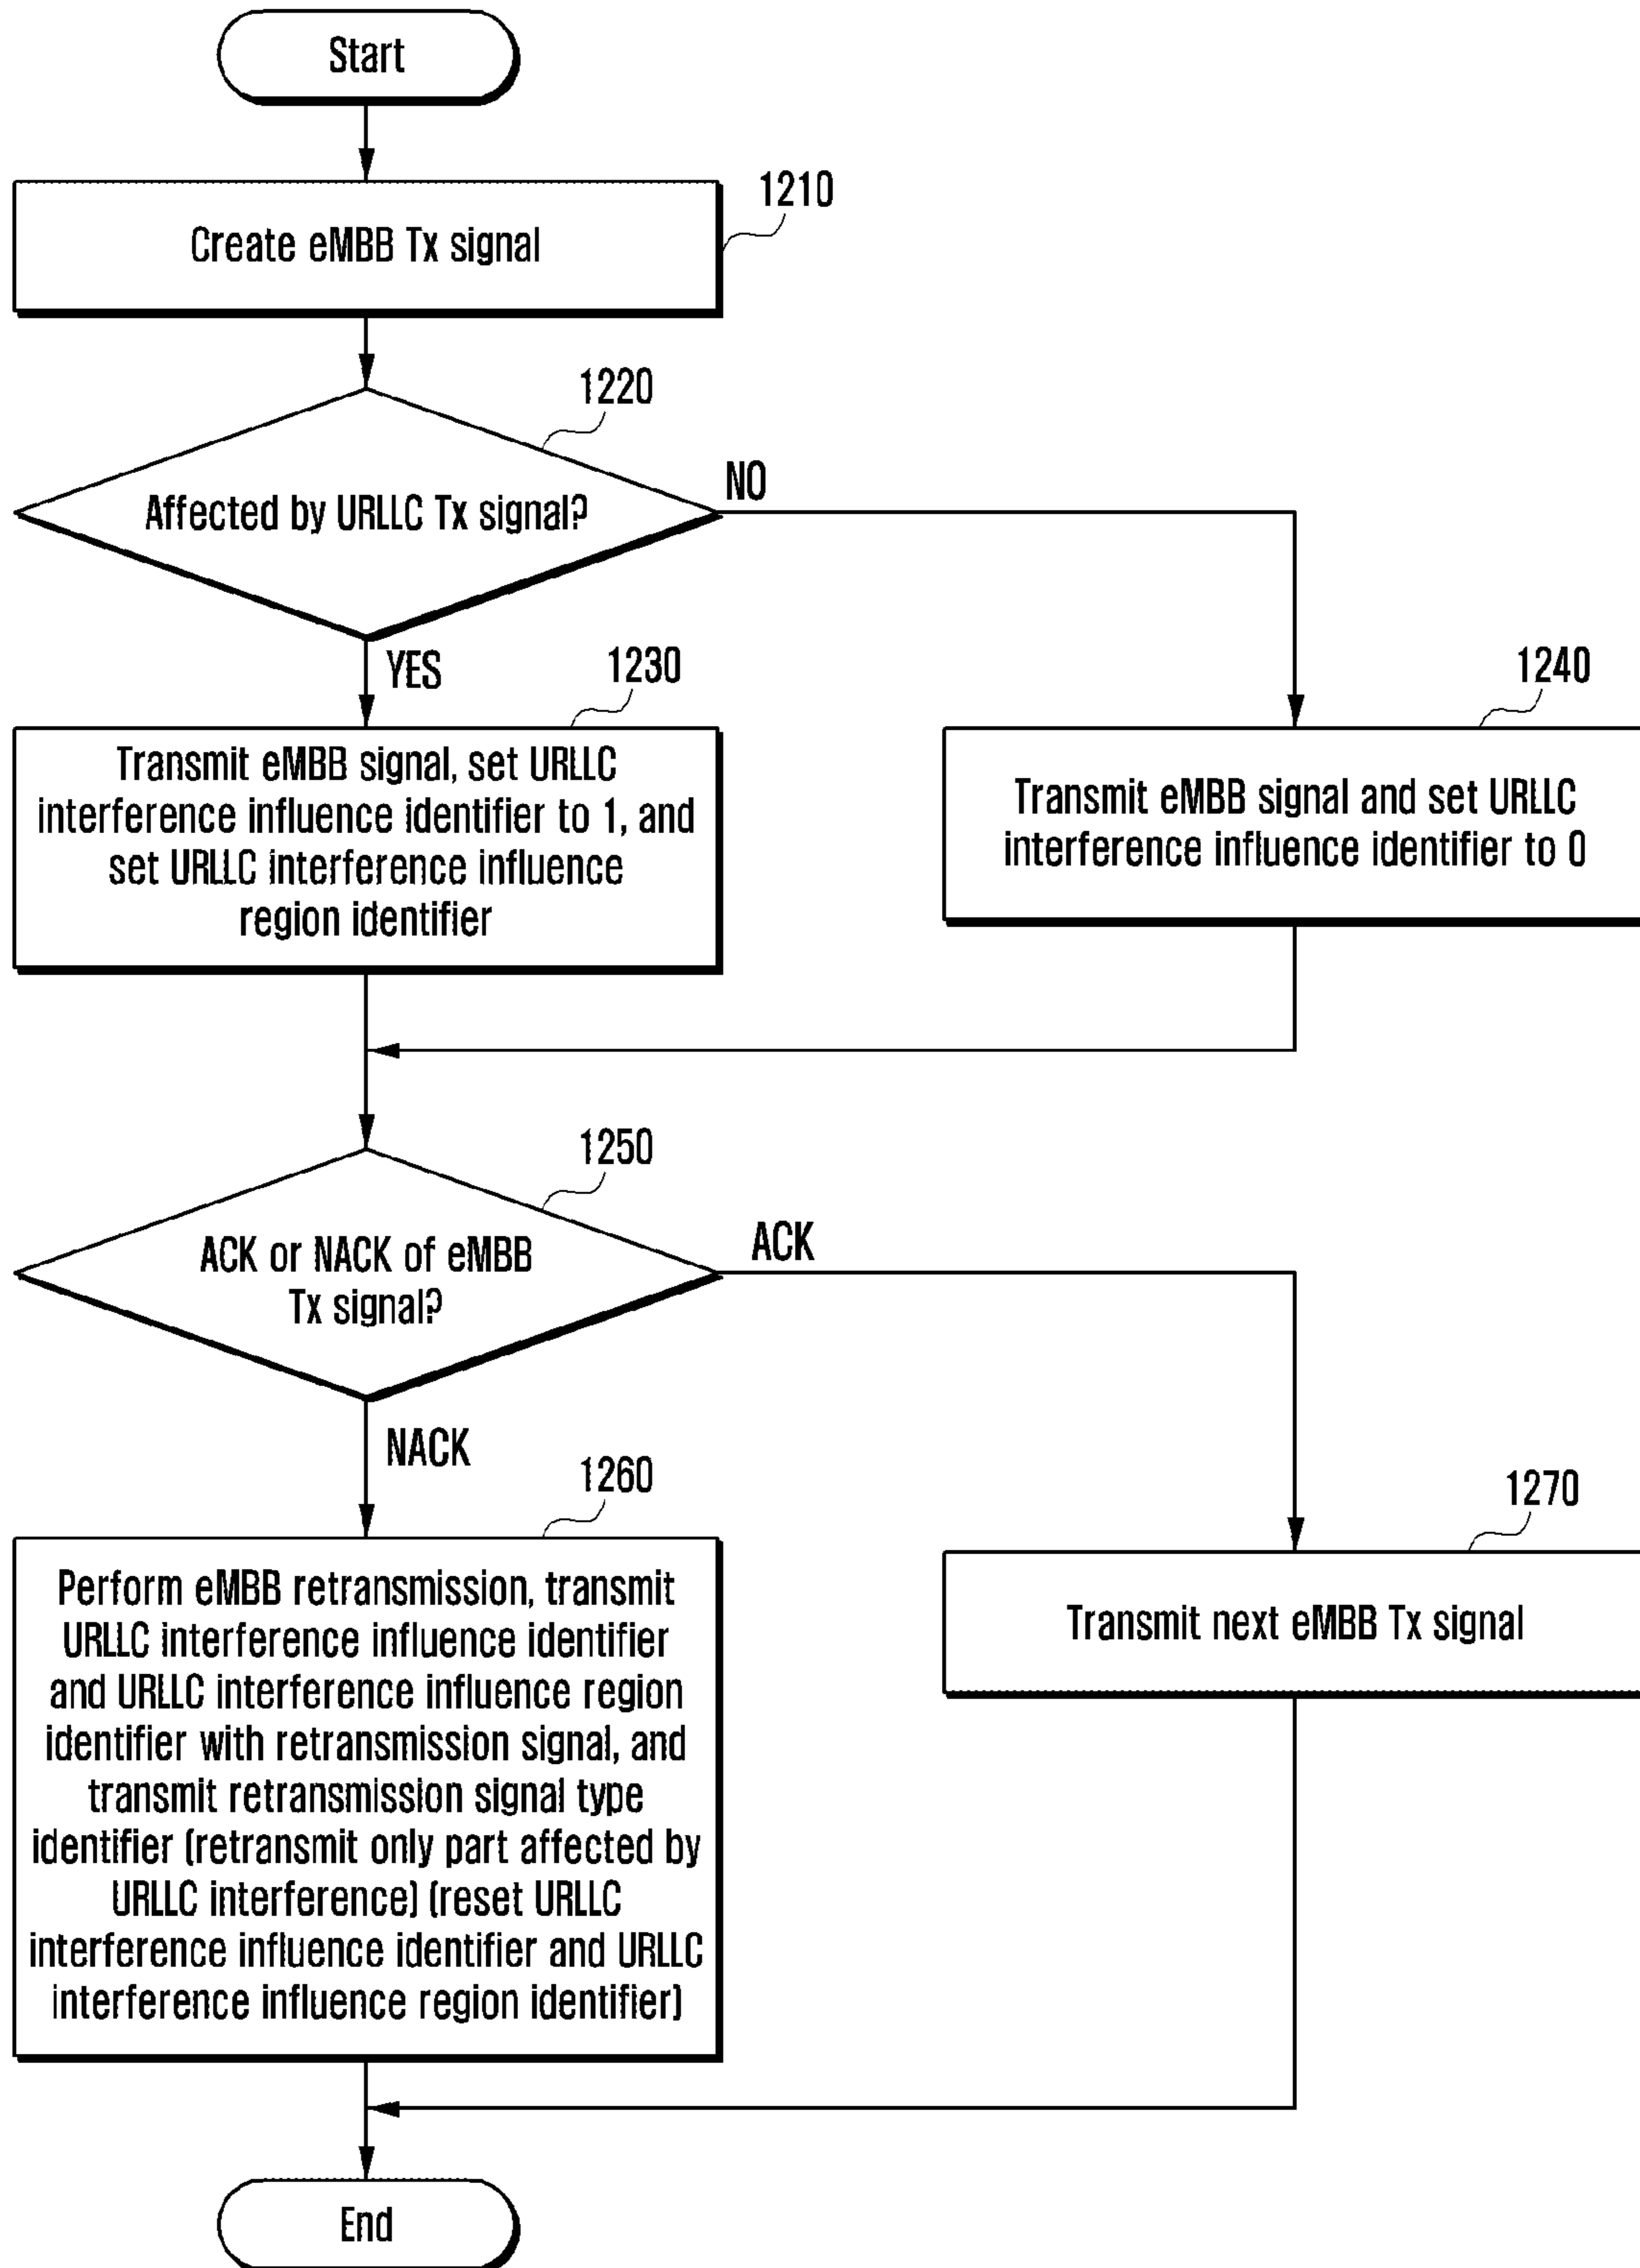 Start
1210
Create eMBB Tx signal
1220
Affected by URLLC Tx signal?
NO
YES
1230
Transmit eMBB signal, set URLLC
interference influence identifier to 1, and
set URLLC interference influence
region identifier
1240
Transmit eMBB signal and set URLLC
interference influence identifier to 0
1250
ACK or NACK of eMBB
Tx signal?
ACK
NACK
1260
Perform eMBB retransmission, transmit
URLLC interference influence identifier
and URLLC interference influence region
identifier with retransmission signal, and
transmit retransmission signal type
identifier (retransmit only part affected by
URLLC interference) (reset URLLC
interference influence identifier and URLLC
interference influence region identifier)
1270
Transmit next eMBB Tx signal
End